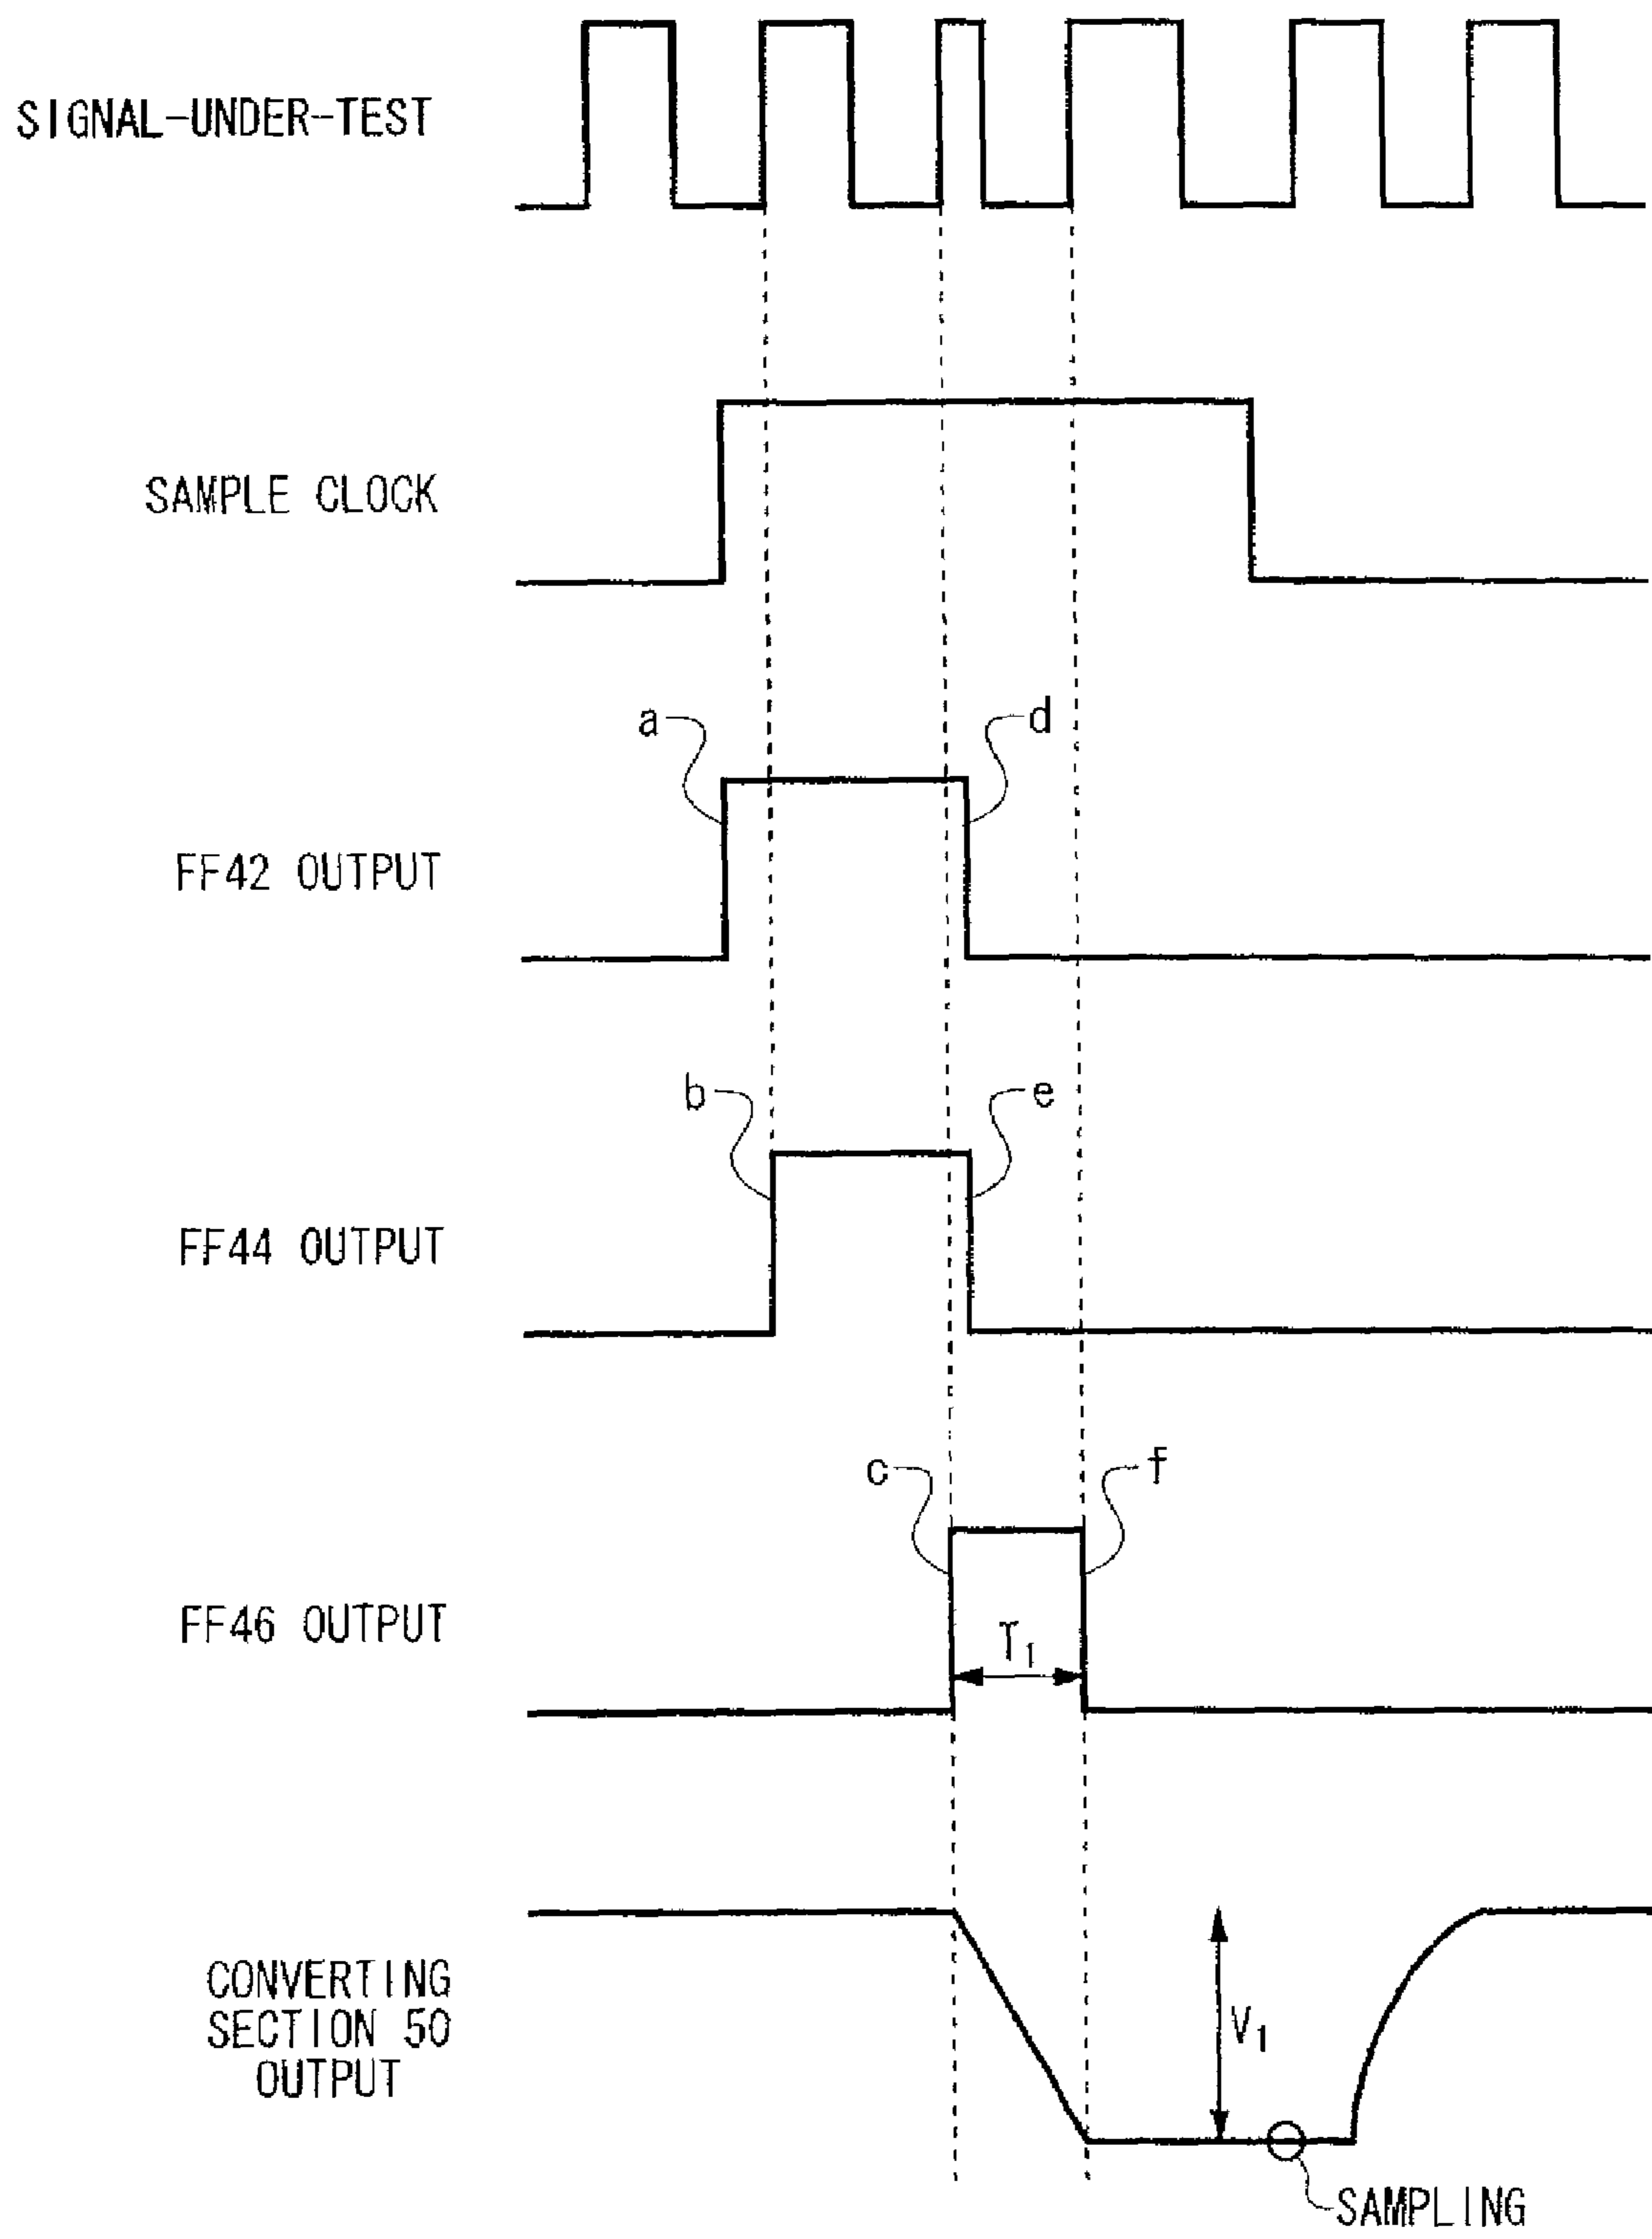 SIGNAL-UNDER-TEST
SAMPLE CLOCK
a
d
FF42 OUTPUT
b
e
FF44 OUTPUT
c
f
FF46 OUTPUT
T1
CONVERTING
SECTION 50
OUTPUT
V1
SAMPLING